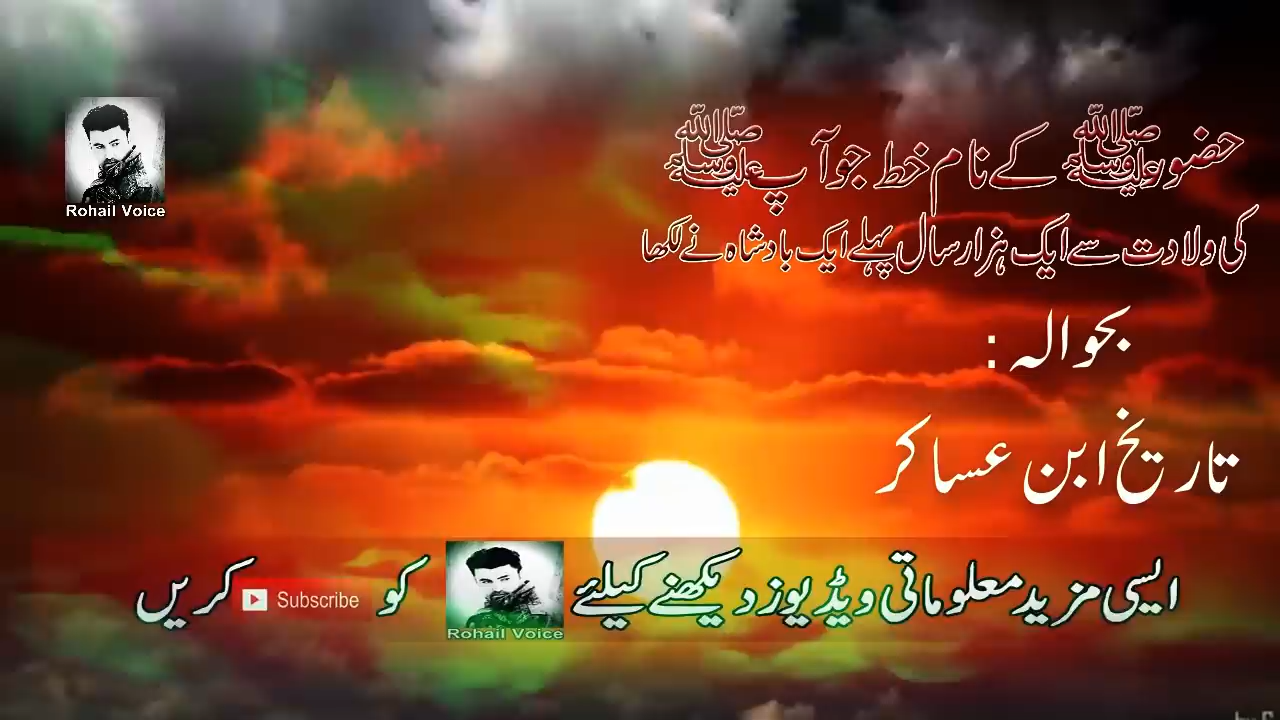 حضور ﷺ کے نام خط جو آپ ﷺ
کی ولادت سے ایک ہزار سال پہلے ایک بادشاہ نے لکھا
بحوالہ :
تاریخ ابن عساکر
ایسی مزید معلوماتی ویڈیوز دیکھنے کیلئے Rohail Voice کو Subscribe کریں
Rohail Voice